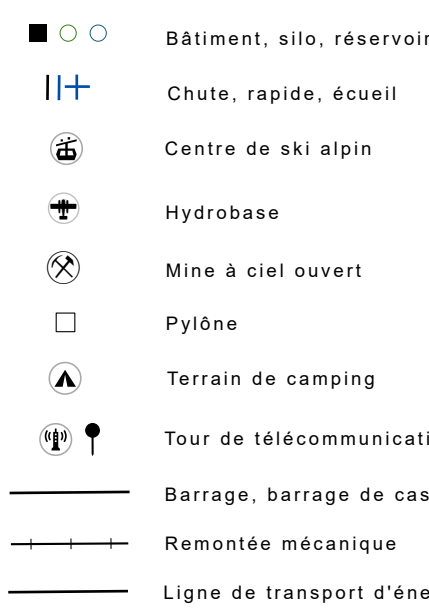 Bâtiment, silo, réservoir
Chute, rapide, écueil
Centre de ski alpin
Hydrobase
Mine à ciel ouvert
Pylône
Terrain de camping
Tour de télécommunicati
Barrage, barrage de cas
Remontée mécanique
Ligne de transport d'éne